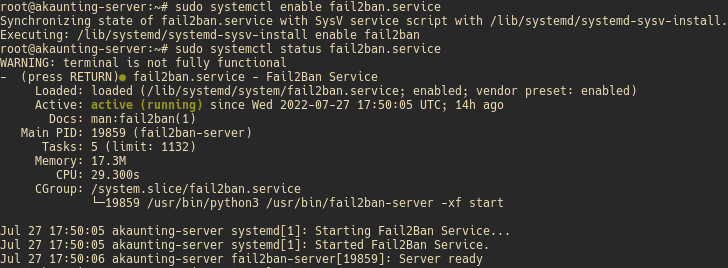 root@akaunting-server:~# sudo systemctl enable fail2ban.service
Synchronizing state of fail2ban.service with SysV service script with /lib/systemd/systemd-sysv-install.
Executing: /lib/systemd/systemd-sysv-install enable fail2ban
root@akaunting-server:~# sudo systemctl status fail2ban.service
WARNING: terminal is not fully functional
-  (press RETURN)● fail2ban.service - Fail2Ban Service
     Loaded: loaded (/lib/systemd/system/fail2ban.service; enabled; vendor preset: enabled)
     Active: active (running) since Wed 2022-07-27 17:50:05 UTC; 14h ago
       Docs: man:fail2ban(1)
   Main PID: 19859 (fail2ban-server)
      Tasks: 5 (limit: 1132)
     Memory: 17.3M
        CPU: 29.300s
     CGroup: /system.slice/fail2ban.service
             └─19859 /usr/bin/python3 /usr/bin/fail2ban-server -xf start

Jul 27 17:50:05 akaunting-server systemd[1]: Starting Fail2Ban Service...
Jul 27 17:50:05 akaunting-server systemd[1]: Started Fail2Ban Service.
Jul 27 17:50:06 akaunting-server fail2ban-server[19859]: Server ready